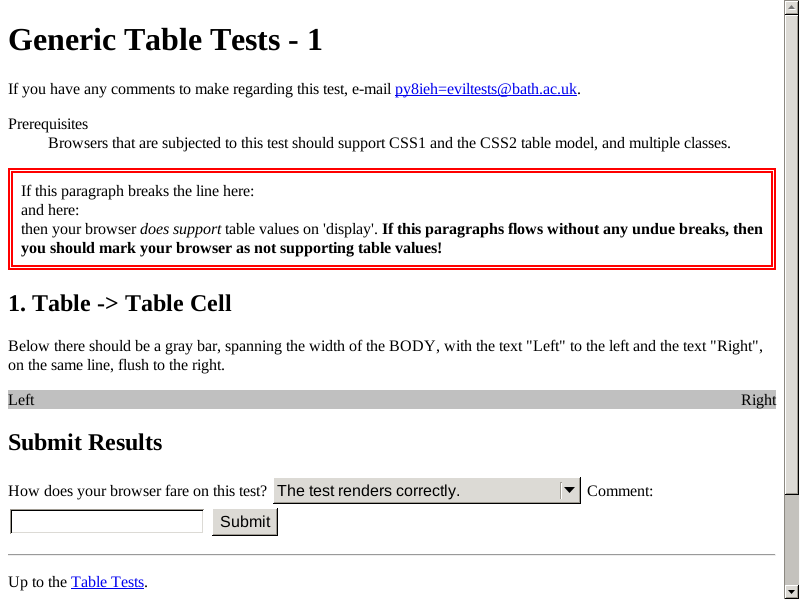 Generic Table Tests - 1
If you have any comments to make regarding this test, e-mail py8ieh=eviltests@bath.ac.uk.
Prerequisites
Browsers that are subjected to this test should support CSS1 and the CSS2 table model, and multiple classes.
If this paragraph breaks the line here:
and here:
then your browser does support table values on 'display'. If this paragraphs flows without any undue breaks, then
you should mark your browser as not supporting table values!
1. Table -> Table Cell
Below there should be a gray bar, spanning the width of the BODY, with the text "Left" to the left and the text "Right",
on the same line, flush to the right.
Left Right
Submit Results
How does your browser fare on this test? The test renders correctly. Comment:
Submit
Up to the Table Tests.